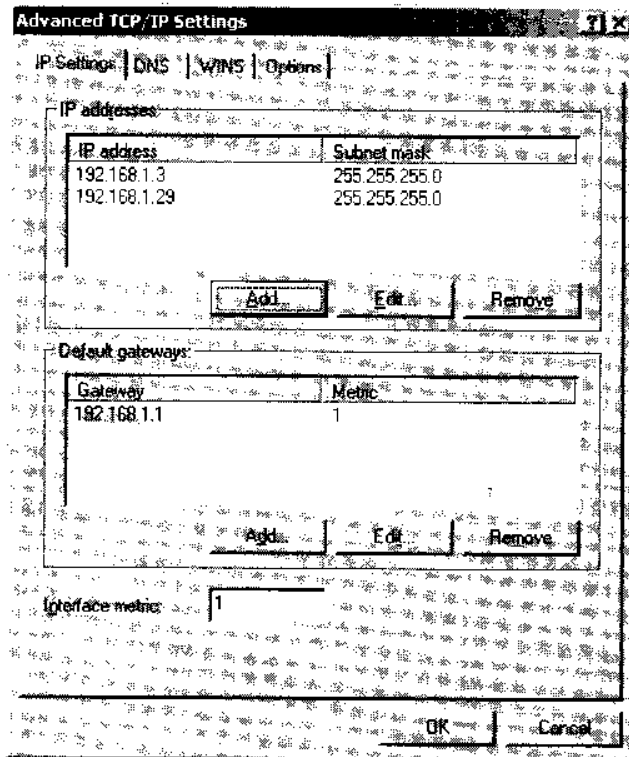 Advanced TCP/IP Settings
IP Settings DNS WINS Options
IP addresses:
IP address Subnet mask
192.168.1.3 255.255.255.0
192.168.1.29 255.255.255.0
Add... Edit... Remove
Default gateways:
Gateway Metric
192.168.1.1 1
Add... Edit Remove
Interface metric: 1
OK Cancel